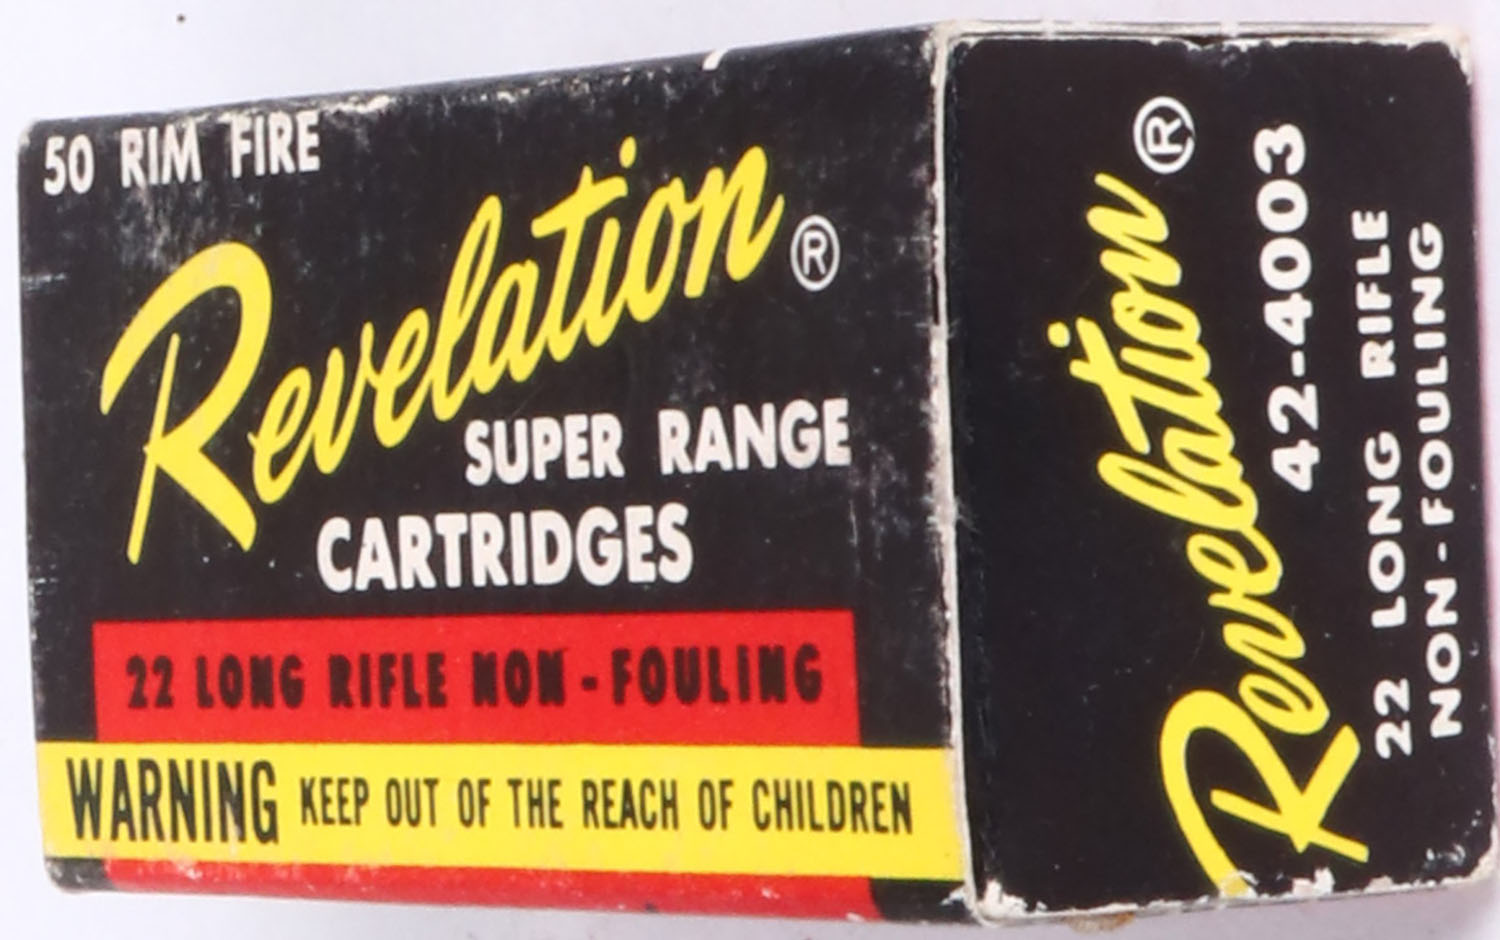 50 RIM FIRE
Revelation ®
SUPER RANGE
CARTRIDGES
22 LONG RIFLE NON-FOULING
WARNING KEEP OUT OF THE REACH OF CHILDREN
Revelation ®
42-4003
22 LONG RIFLE
NON-FOULING